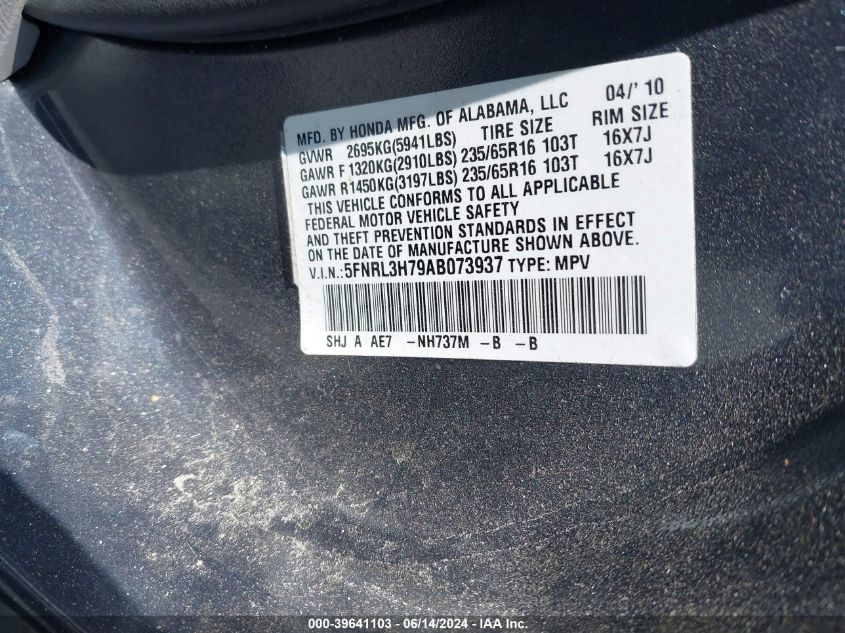 MFD. BY HONDA MFG. OF ALABAMA, LLC 04/' 10
GVWR 2695KG(5941LBS) TIRE SIZE RIM SIZE
GAWR F 1320KG(2910LBS) 235/65R16 103T 16X7J
GAWR R1450KG(3197LBS) 235/65R16 103T 16X7J
THIS VEHICLE CONFORMS TO ALL APPLICABLE
FEDERAL MOTOR VEHICLE SAFETY
AND THEFT PREVENTION STANDARDS IN EFFECT
ON THE DATE OF MANUFACTURE SHOWN ABOVE.
V.I.N.:5FNRL3H79AB073937 TYPE: MPV
SHJ A AE7 -NH737M -B -B
000-39641103 - 06/14/2024 - IAA Inc.